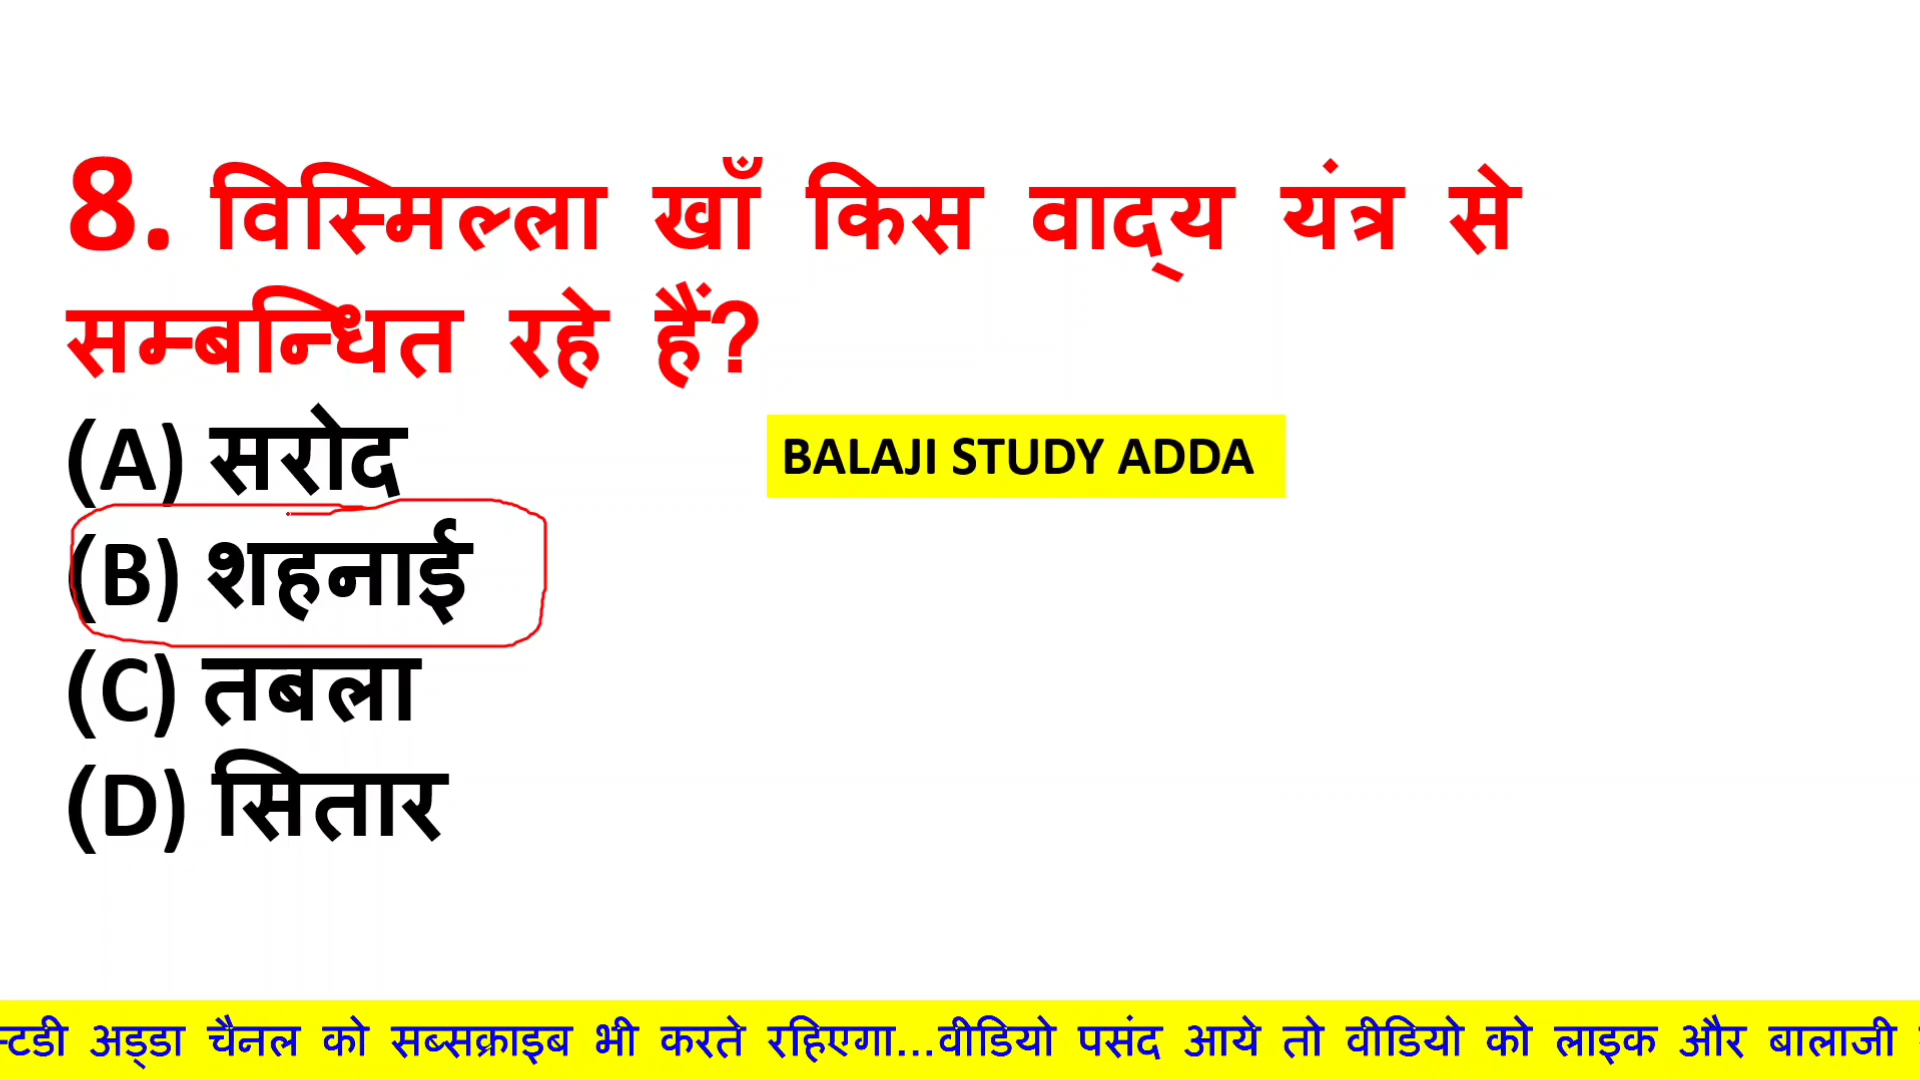 8. विस्मिल्ला खाँ किस वाद्‌य यंत्र से
सम्बन्धित रहे हैं?
(A) सरोद
BALAJI STUDY ADDA
(B) शहनाई
(C) तबला
(D) सितार
स्टडी अड्डा चैनल को सब्सक्राइब भी करते रहिएगा...वीडियो पसंद आये तो वीडियो को लाइक और बालाजी